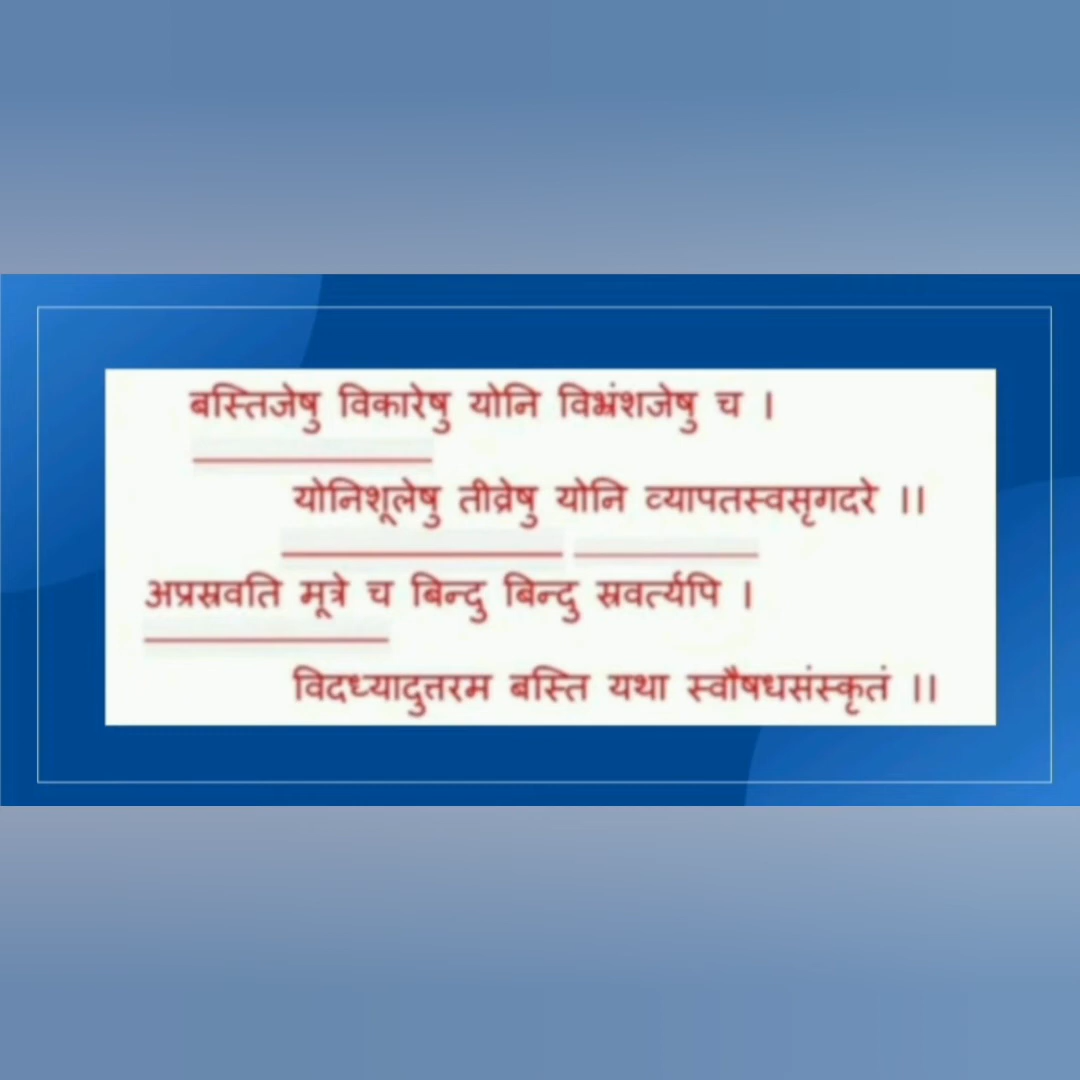 बस्तिजेषु विकारेषु योनि विभ्रंशजेषु च ।
योनिशूलेषु तीव्रेषु योनि व्यापतस्वसृगदरे ।।
अप्रस्रवति मूत्रे च बिन्दु बिन्दु स्रवर्त्यपि ।
विदध्यादुत्तरम बस्ति यथा स्वौषधसंस्कृतं ।।